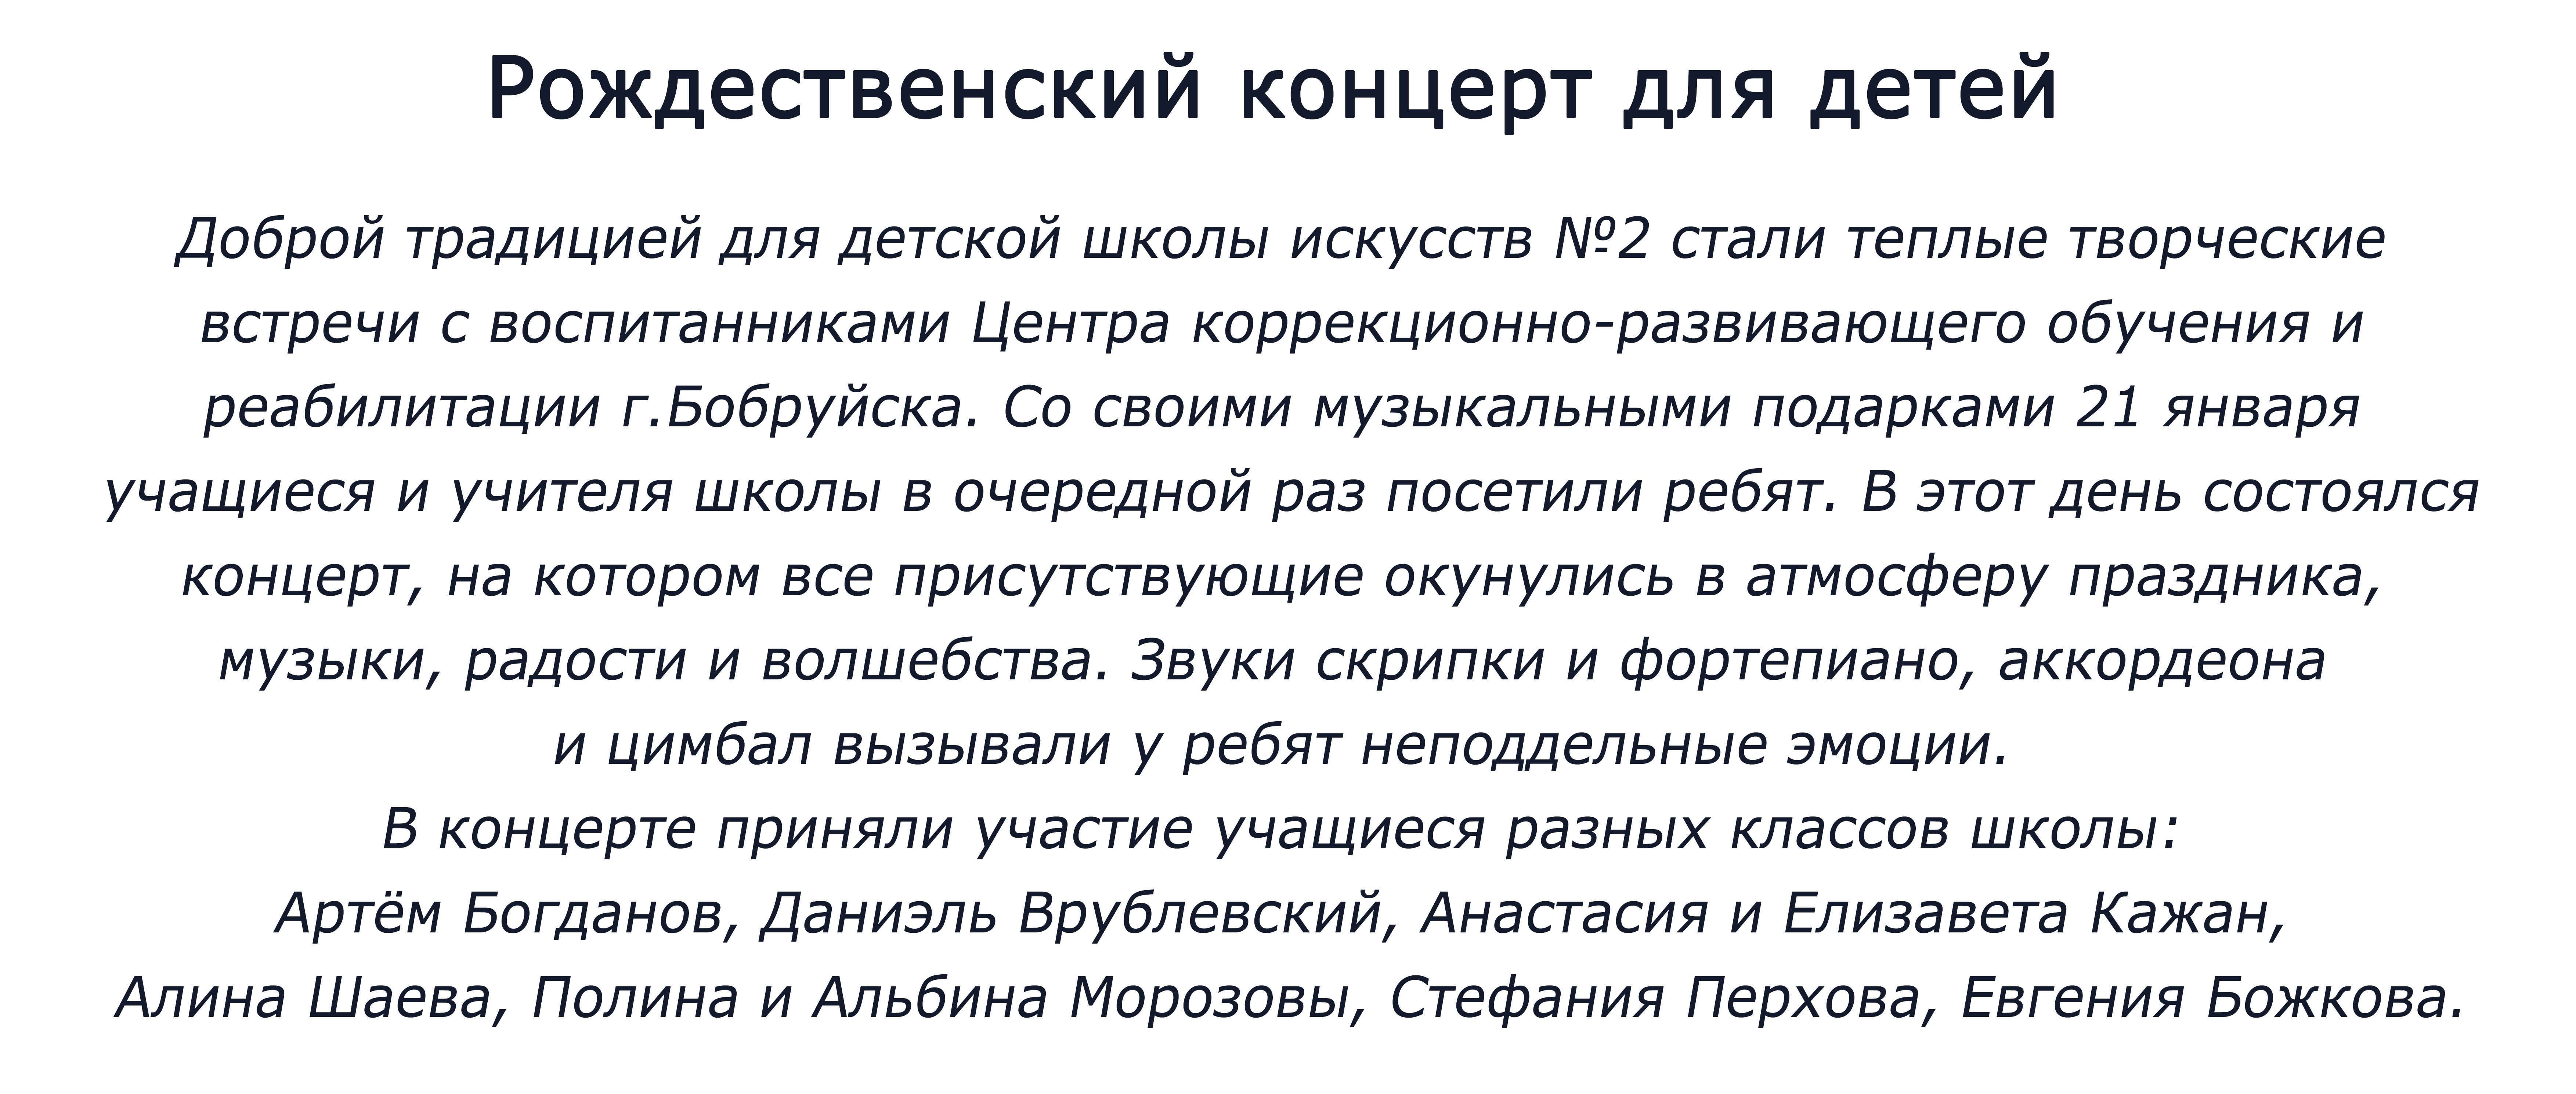 Рождественский концерт для детей
Доброй традицией для детской школы искусств №2 стали теплые творческие
встречи с воспитанниками Центра коррекционно-развивающего обучения и
реабилитации г.Бобруйска. Со своими музыкальными подарками 21 января
учащиеся и учителя школы в очередной раз посетили ребят. В этот день состоялся
концерт, на котором все присутствующие окунулись в атмосферу праздника,
музыки, радости и волшебства. Звуки скрипки и фортепиано, аккордеона
и цимбал вызывали у ребят неподдельные эмоции.
В концерте приняли участие учащиеся разных классов школы:
Артём Богданов, Даниэль Врублевский, Анастасия и Елизавета Кажан,
Алина Шаева, Полина и Альбина Морозовы, Стефания Перхова, Евгения Божкова.